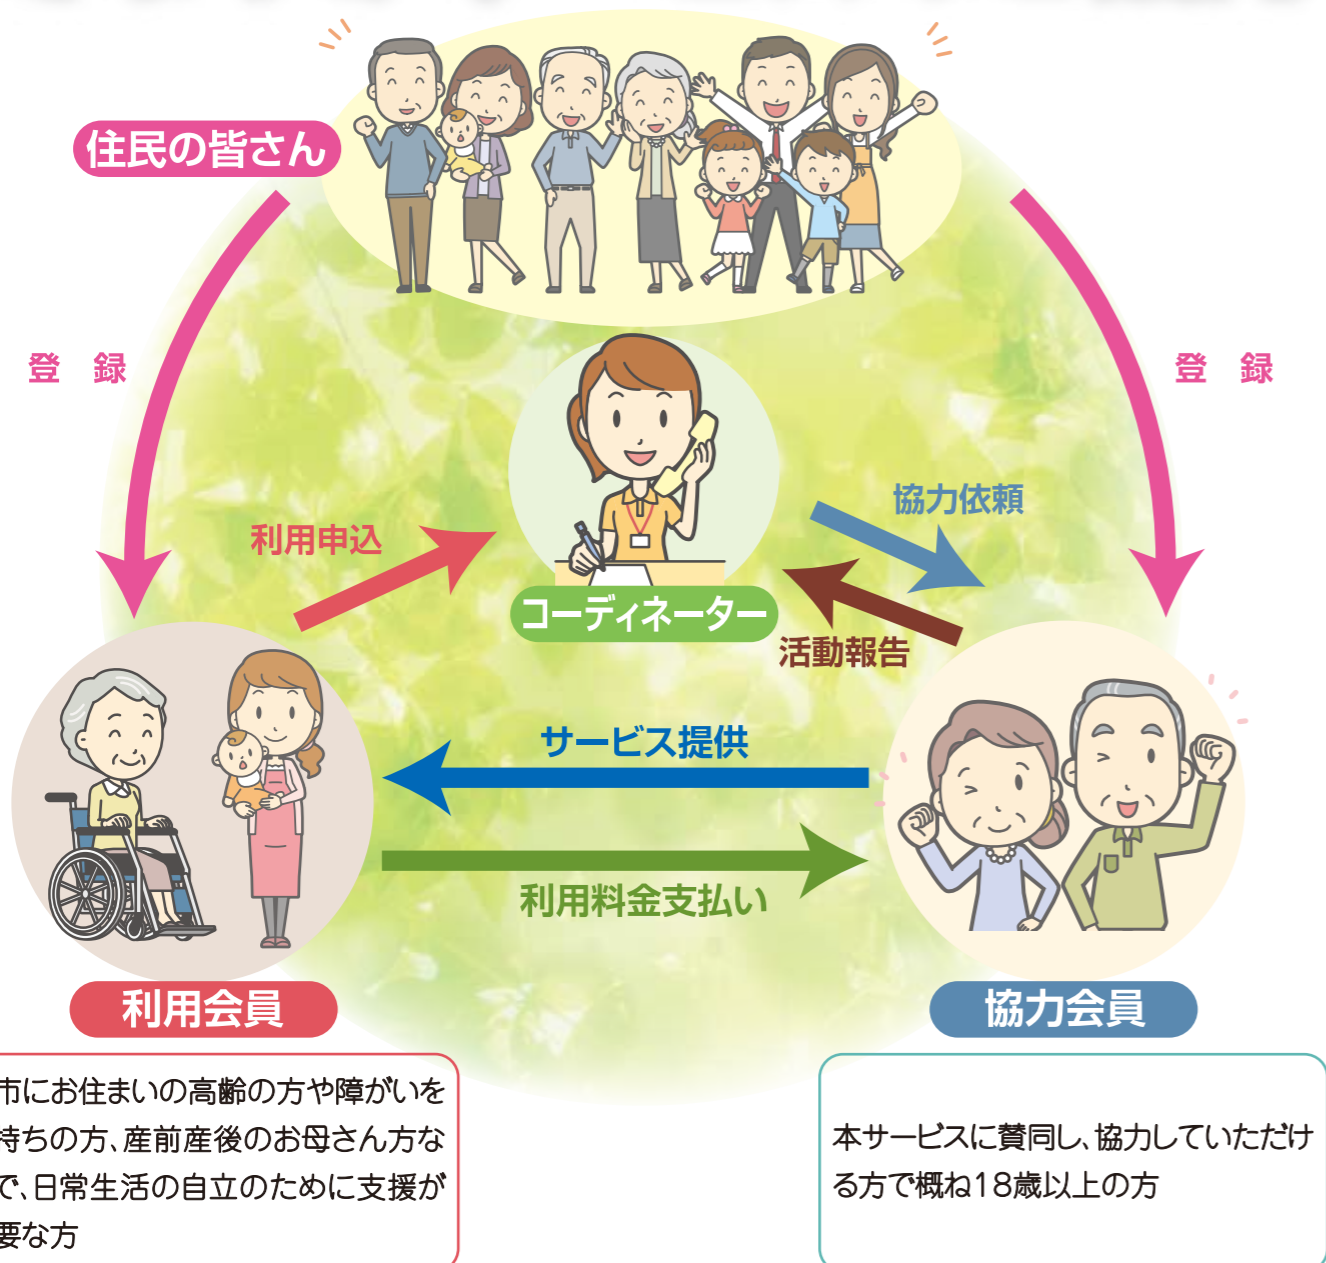 住民の皆さん
登 録
登 録
協力依頼
利用申込
コーディネーター
活動報告
サービス提供
利用料金支払い
利用会員
協力会員
市にお住まいの高齢の方や障がいを
持ちの方、産前産後のお母さん方な
で、日常生活の自立のために支援が
要な方
本サービスに賛同し、協力していただけ
る方で概ね18歳以上の方